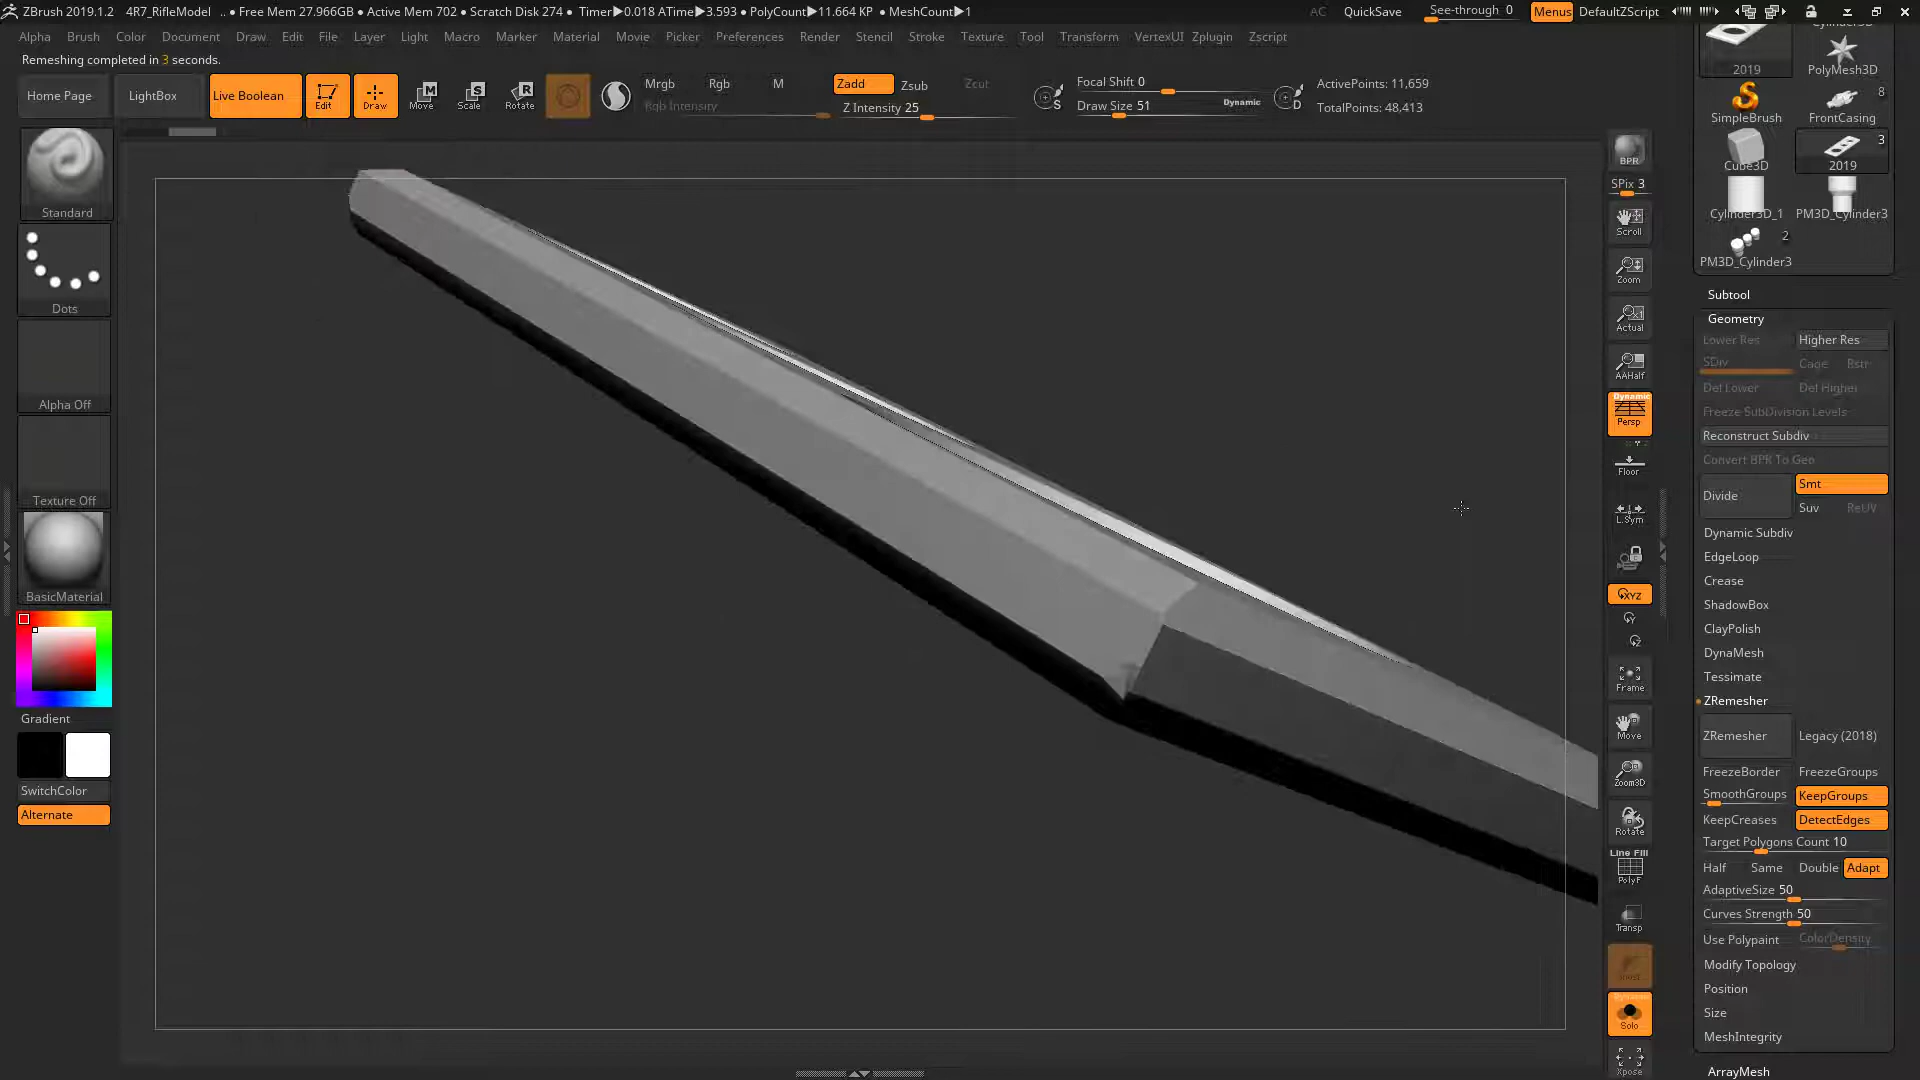 ZBrush 2019.1.2 4R7_RifleModel .. • Free Mem 27.966GB • Active Mem 702 • Scratch Disk 274 • Timer▶0.018 ATime▶3.593 • PolyCount▶11.664 KP • MeshCount▶1 AC QuickSave See-through 0 Menus DefaultZScript
Alpha Brush Color Document Draw Edit File Layer Light Macro Marker Material Movie Picker Preferences Render Stencil Stroke Texture Tool Transform VertexUI Zplugin Zscript
Remeshing completed in 3 seconds.
Home Page LightBox Live Boolean Edit Draw Move Scale Rotate
Mrgb Rgb M Zadd Zsub Zcut
Rgb Intensity Z Intensity 25
Focal Shift 0
Draw Size 51 Dynamic
ActivePoints: 11,659
TotalPoints: 48,413
Standard
Dots
Alpha Off
Texture Off
BasicMaterial
Gradient
SwitchColor
Alternate
BPR
SPix 3
Scroll
Zoom
Actual
AAHalf
Dynamic
Persp
Floor
L.Sym
XYZ
Frame
Move
Zoom3D
Rotate
Line Fill
PolyF
Transp
Dynamic
Solo
Xpose
2019 PolyMesh3D
SimpleBrush FrontCasing 8
Cube3D 2019 3
Cylinder3D_1 PM3D_Cylinder3
PM3D_Cylinder3 2
Subtool
Geometry
Lower Res Higher Res
SDiv Cage Rstr
Del Lower Del Higher
Freeze SubDivision Levels
Reconstruct Subdiv
Convert BPR To Geo
Divide Smt
Suv ReUV
Dynamic Subdiv
EdgeLoop
Crease
ShadowBox
ClayPolish
DynaMesh
Tessimate
ZRemesher
ZRemesher Legacy (2018)
FreezeBorder FreezeGroups
SmoothGroups KeepGroups
KeepCreases DetectEdges
Target Polygons Count 10
Half Same Double Adapt
AdaptiveSize 50
Curves Strength 50
Use Polypaint ColorDensity
Modify Topology
Position
Size
MeshIntegrity
ArrayMesh